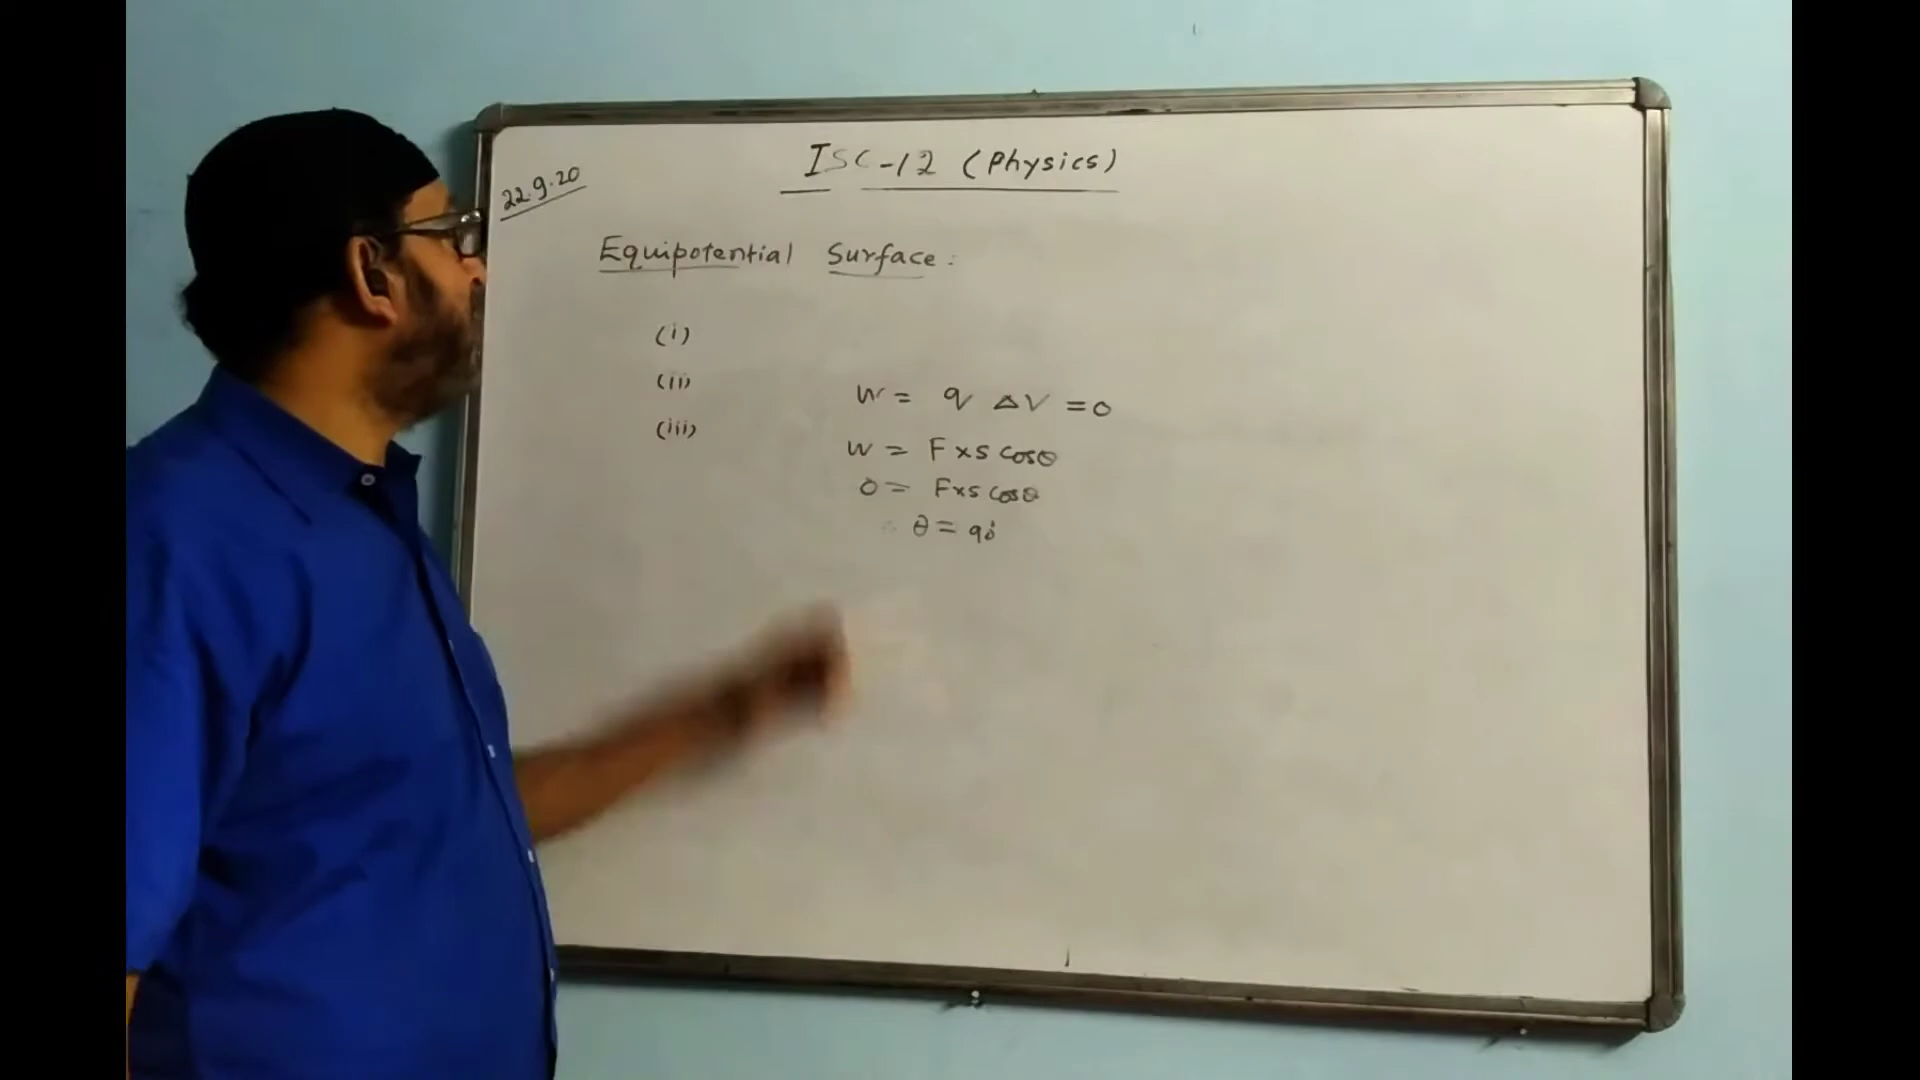 22.9.20
ISC-12 (Physics)
Equipotential Surface:
(i)
(ii)
(iii)
W = q ΔV = 0
W = F×s cosθ
0 = F×s cosθ
θ = 90°